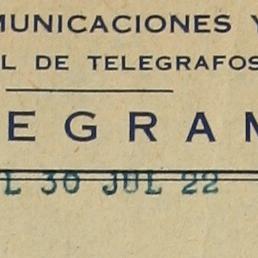 MUNICACIONES Y
L DE TELEGRAFOS
EGRAM
L 30 JUL 22